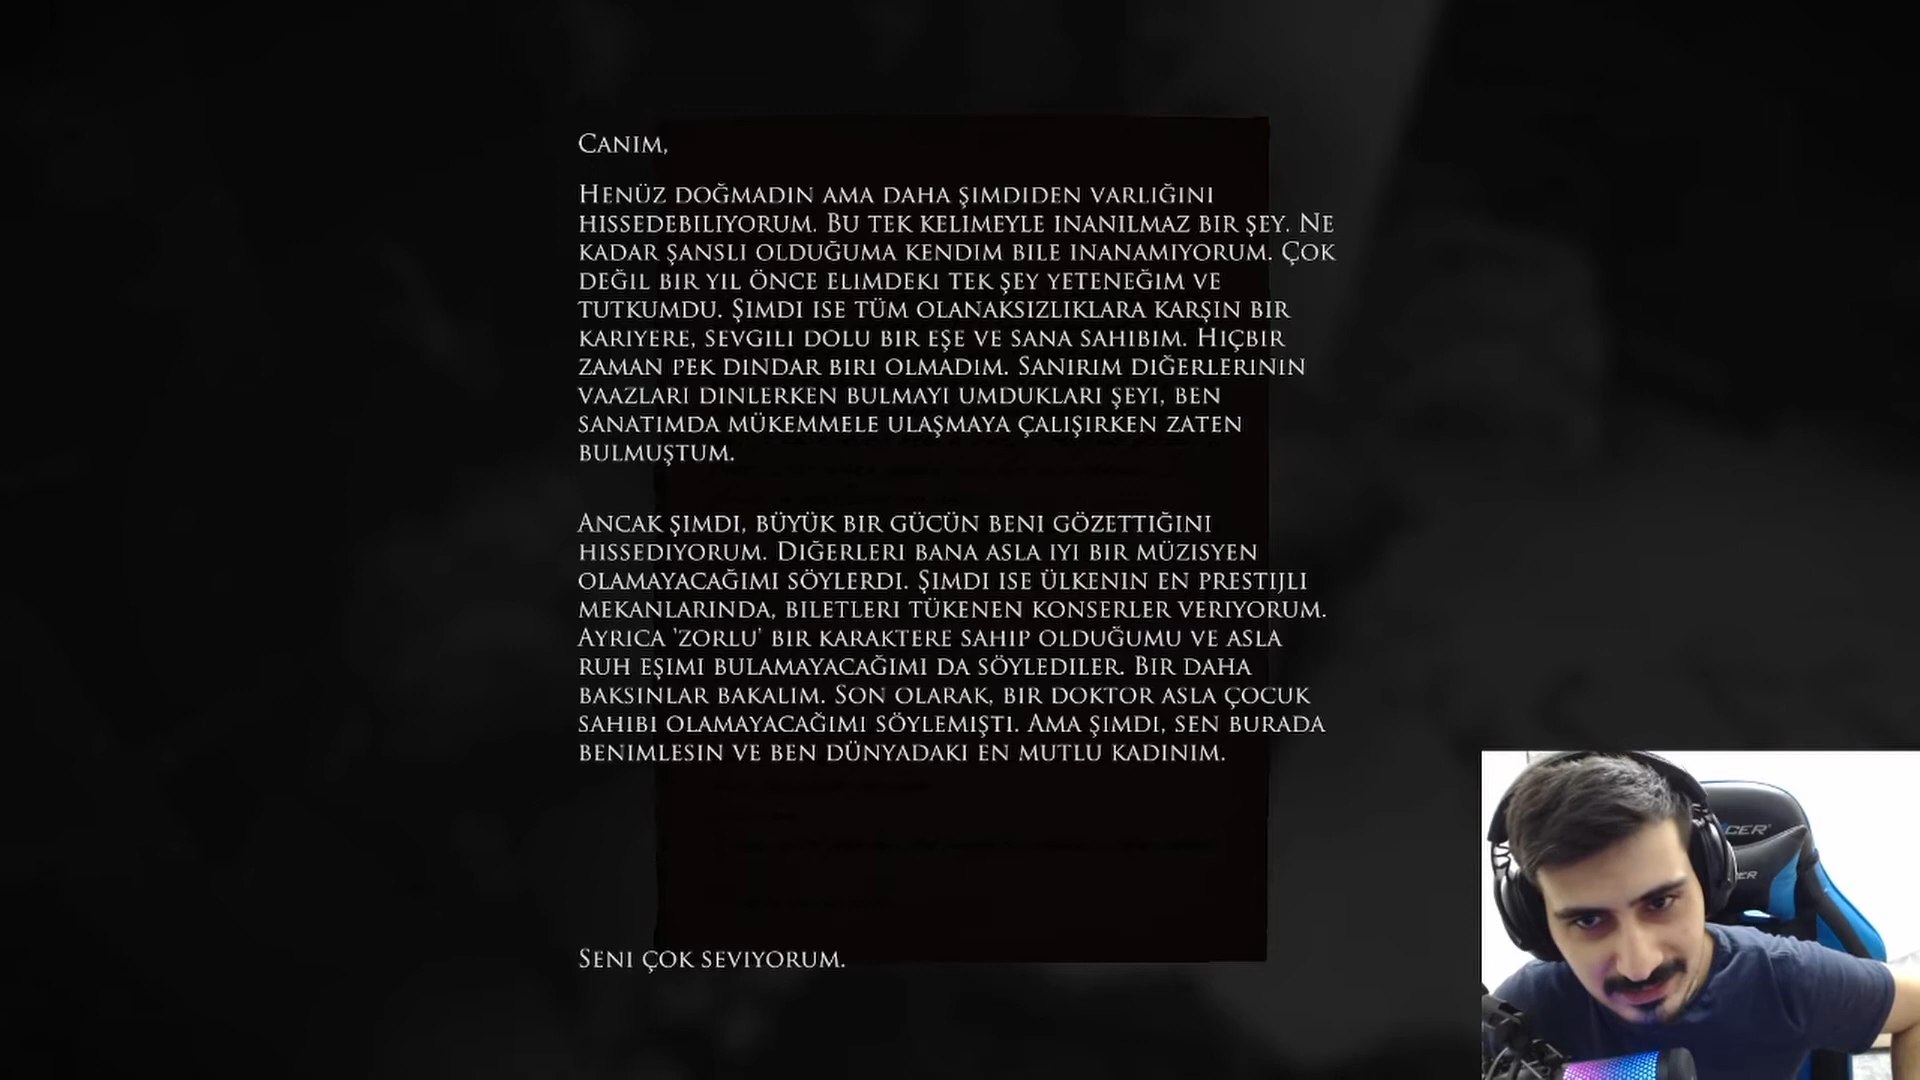 Canım,
Henüz doğmadın ama daha şimdiden varlığını
hissedebiliyorum. Bu tek kelimeyle inanılmaz bir şey. Ne
kadar şanslı olduğuma kendim bile inanamıyorum. Çok
değil bir yıl önce elimdeki tek şey yeteneğim ve
tutkumdu. Şimdi ise tüm olanaksızlıklara karşın bir
kariyere, sevgili dolu bir eşe ve sana sahibim. Hiçbir
zaman pek dindar biri olmadım. Sanırım diğerlerinin
vaazları dinlerken bulmayı umdukları şeyi, ben
sanatımda mükemmele ulaşmaya çalışırken zaten
bulmuştum.
Ancak şimdi, büyük bir gücün beni gözettiğini
hissediyorum. Diğerleri bana asla iyi bir müzisyen
olamayacağımı söylerdi. Şimdi ise ülkenin en prestijli
mekanlarında, biletleri tükenen konserler veriyorum.
Ayrıca 'zorlu' bir karaktere sahip olduğumu ve asla
ruh eşimi bulamayacağımı da söylediler. Bir daha
baksınlar bakalım. Son olarak, bir doktor asla çocuk
sahibi olamayacağımı söylemişti. Ama şimdi, sen burada
benimlesin ve ben dünyadaki en mutlu kadınım.
Seni çok seviyorum.